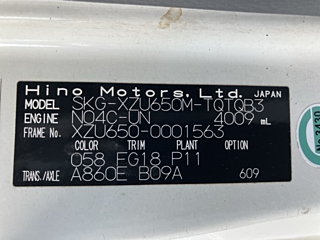 Hino Motors, Ltd. JAPAN
MODEL SKG-XZU650M-TQTQB3
ENGINE N04C-UN 4009 mL
FRAME No. XZU650-0001563
COLOR TRIM PLANT OPTION
058 FG18 P11
TRANS./AXLE A860E B09A 609